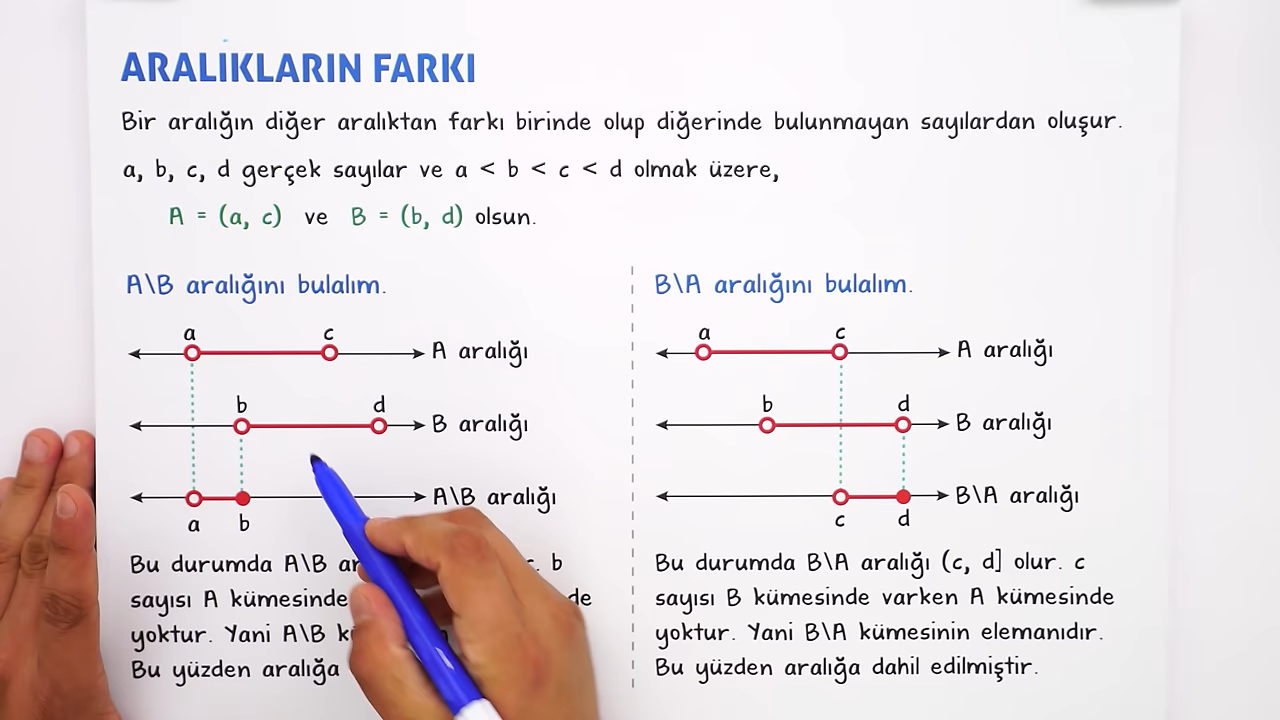 ARALIKLARIN FARKI
Bir aralığın diğer aralıktan farkı birinde olup diğerinde bulunmayan sayılardan oluşur.
a, b, c, d gerçek sayılar ve a < b < c < d olmak üzere,
A = (a, c) ve B = (b, d) olsun.
A\B aralığını bulalım.
a c
A aralığı
b d
B aralığı
A\B aralığı
a b
Bu durumda A\B b
sayısı A kümesinde
yoktur. Yani A\B
Bu yüzden aralığa
B\A aralığını bulalım.
a c
A aralığı
b d
B aralığı
B\A aralığı
c d
Bu durumda B\A aralığı (c, d] olur. c
sayısı B kümesinde varken A kümesinde
yoktur. Yani B\A kümesinin elemanıdır.
Bu yüzden aralığa dahil edilmiştir.